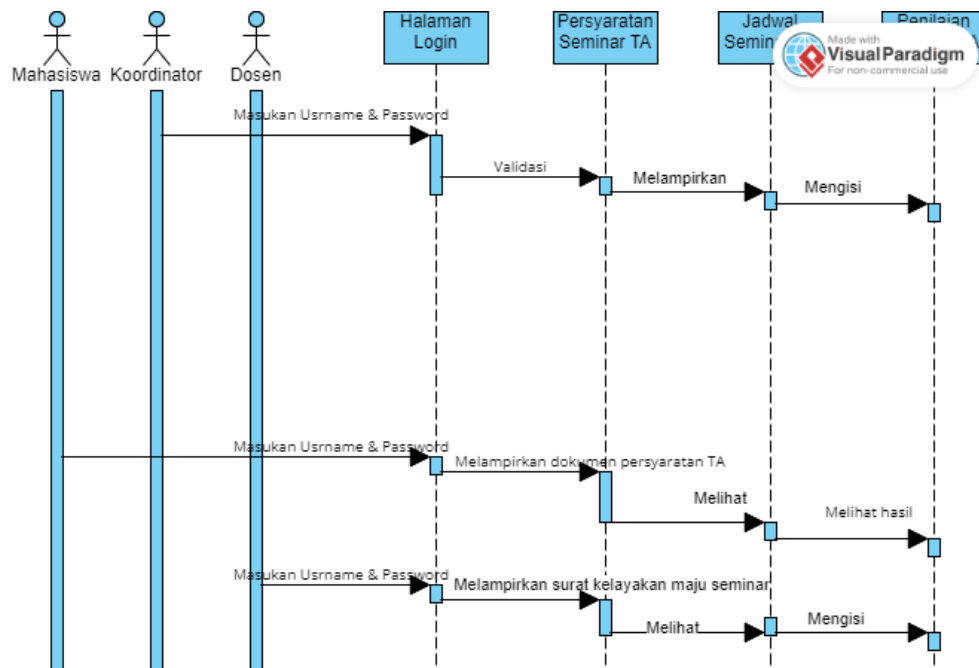 Halaman
Login
Persyaratan
Seminar TA
Jadwal
Penilaian
Made with
Visual Paradigm
For non-commercial use
Mahasiswa
Koordinator
Dosen
Masukan Usrname & Password
Validasi
Melampirkan
Mengisi
Masukan Usrname & Password
Melampirkan dokumen persyaratan TA
Melihat
Melihat hasil
Masukan Usrname & Password
Melampirkan surat kelayakan maju seminar
Melihat
Mengisi